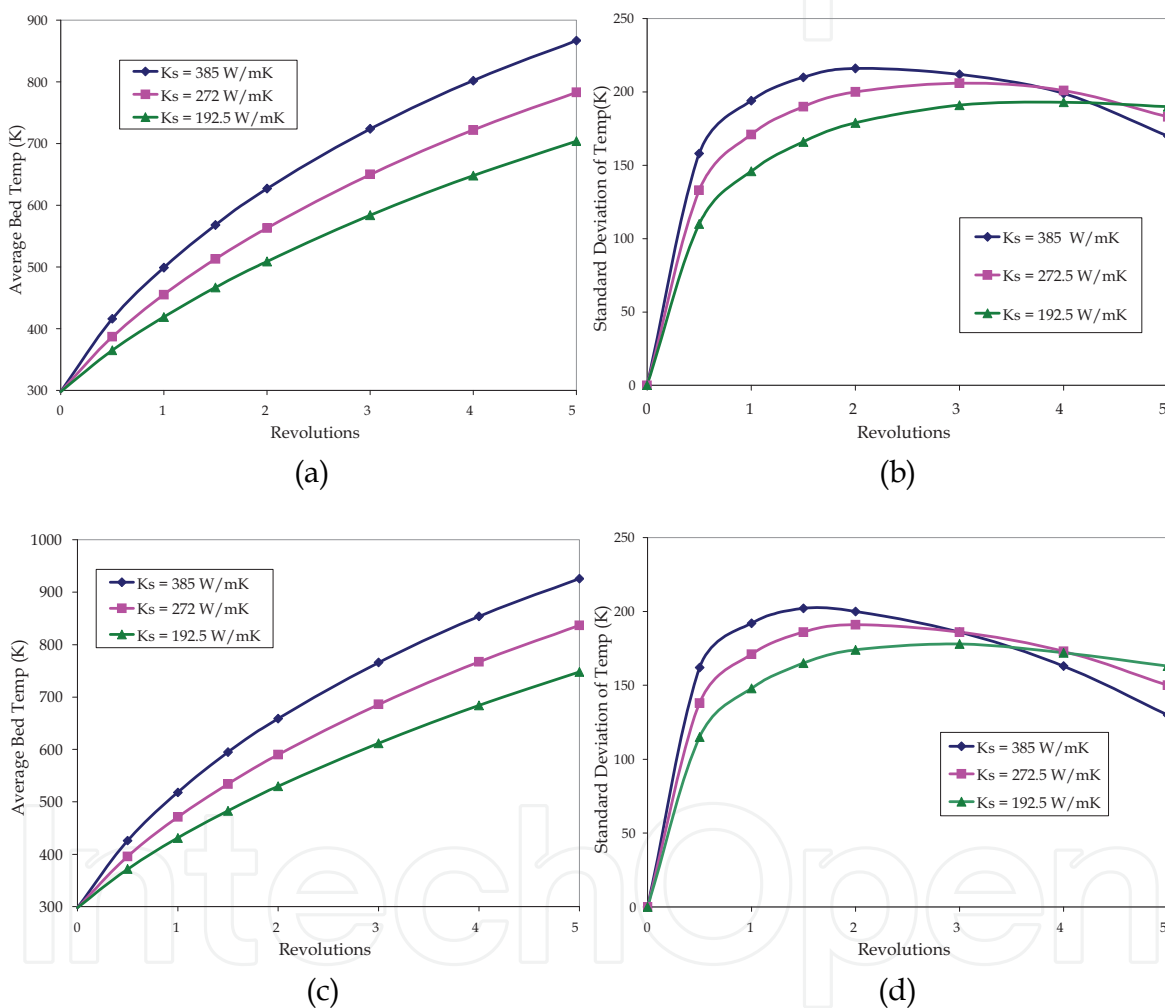 900
800
700
600
500
400
300
Average Bed Temp (K)
Ks = 385 W/mK
Ks = 272 W/mK
Ks = 192.5 W/mK
0 1 2 3 4 5
Revolutions
(a)
250
200
150
100
50
0
Standard Deviation of Temp(K)
Ks = 385 W/mK
Ks = 272.5 W/mK
Ks = 192.5 W/mK
0 1 2 3 4 5
Revolutions
(b)
1000
900
800
700
600
500
400
300
Average Bed Temp (K)
Ks = 385 W/mK
Ks = 272 W/mK
Ks = 192.5 W/mK
0 1 2 3 4 5
Revolutions
(c)
250
200
150
100
50
0
Standard Deviation of Temp (K)
Ks = 385 W/mK
Ks = 272.5 W/mK
Ks = 192.5 W/mK
0 1 2 3 4 5
Revolutions
(d)
IntechOpen